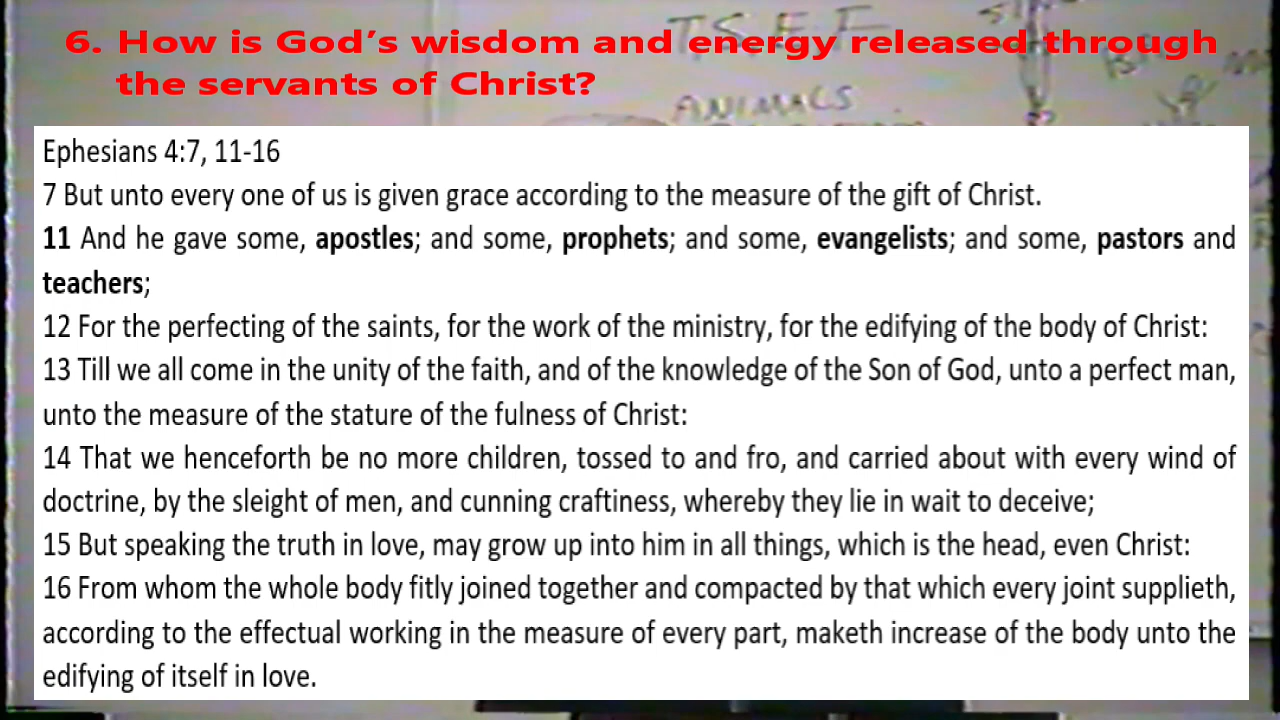 T.S.E.F
6. How is God's wisdom and energy released through
the servants of Christ?
ANIMALS
Ephesians 4:7, 11-16
7 But unto every one of us is given grace according to the measure of the gift of Christ.
11 And he gave some, apostles; and some, prophets; and some, evangelists; and some, pastors and
teachers;
12 For the perfecting of the saints, for the work of the ministry, for the edifying of the body of Christ:
13 Till we all come in the unity of the faith, and of the knowledge of the Son of God, unto a perfect man,
unto the measure of the stature of the fulness of Christ:
14 That we henceforth be no more children, tossed to and fro, and carried about with every wind of
doctrine, by the sleight of men, and cunning craftiness, whereby they lie in wait to deceive;
15 But speaking the truth in love, may grow up into him in all things, which is the head, even Christ:
16 From whom the whole body fitly joined together and compacted by that which every joint supplieth,
according to the effectual working in the measure of every part, maketh increase of the body unto the
edifying of itself in love.